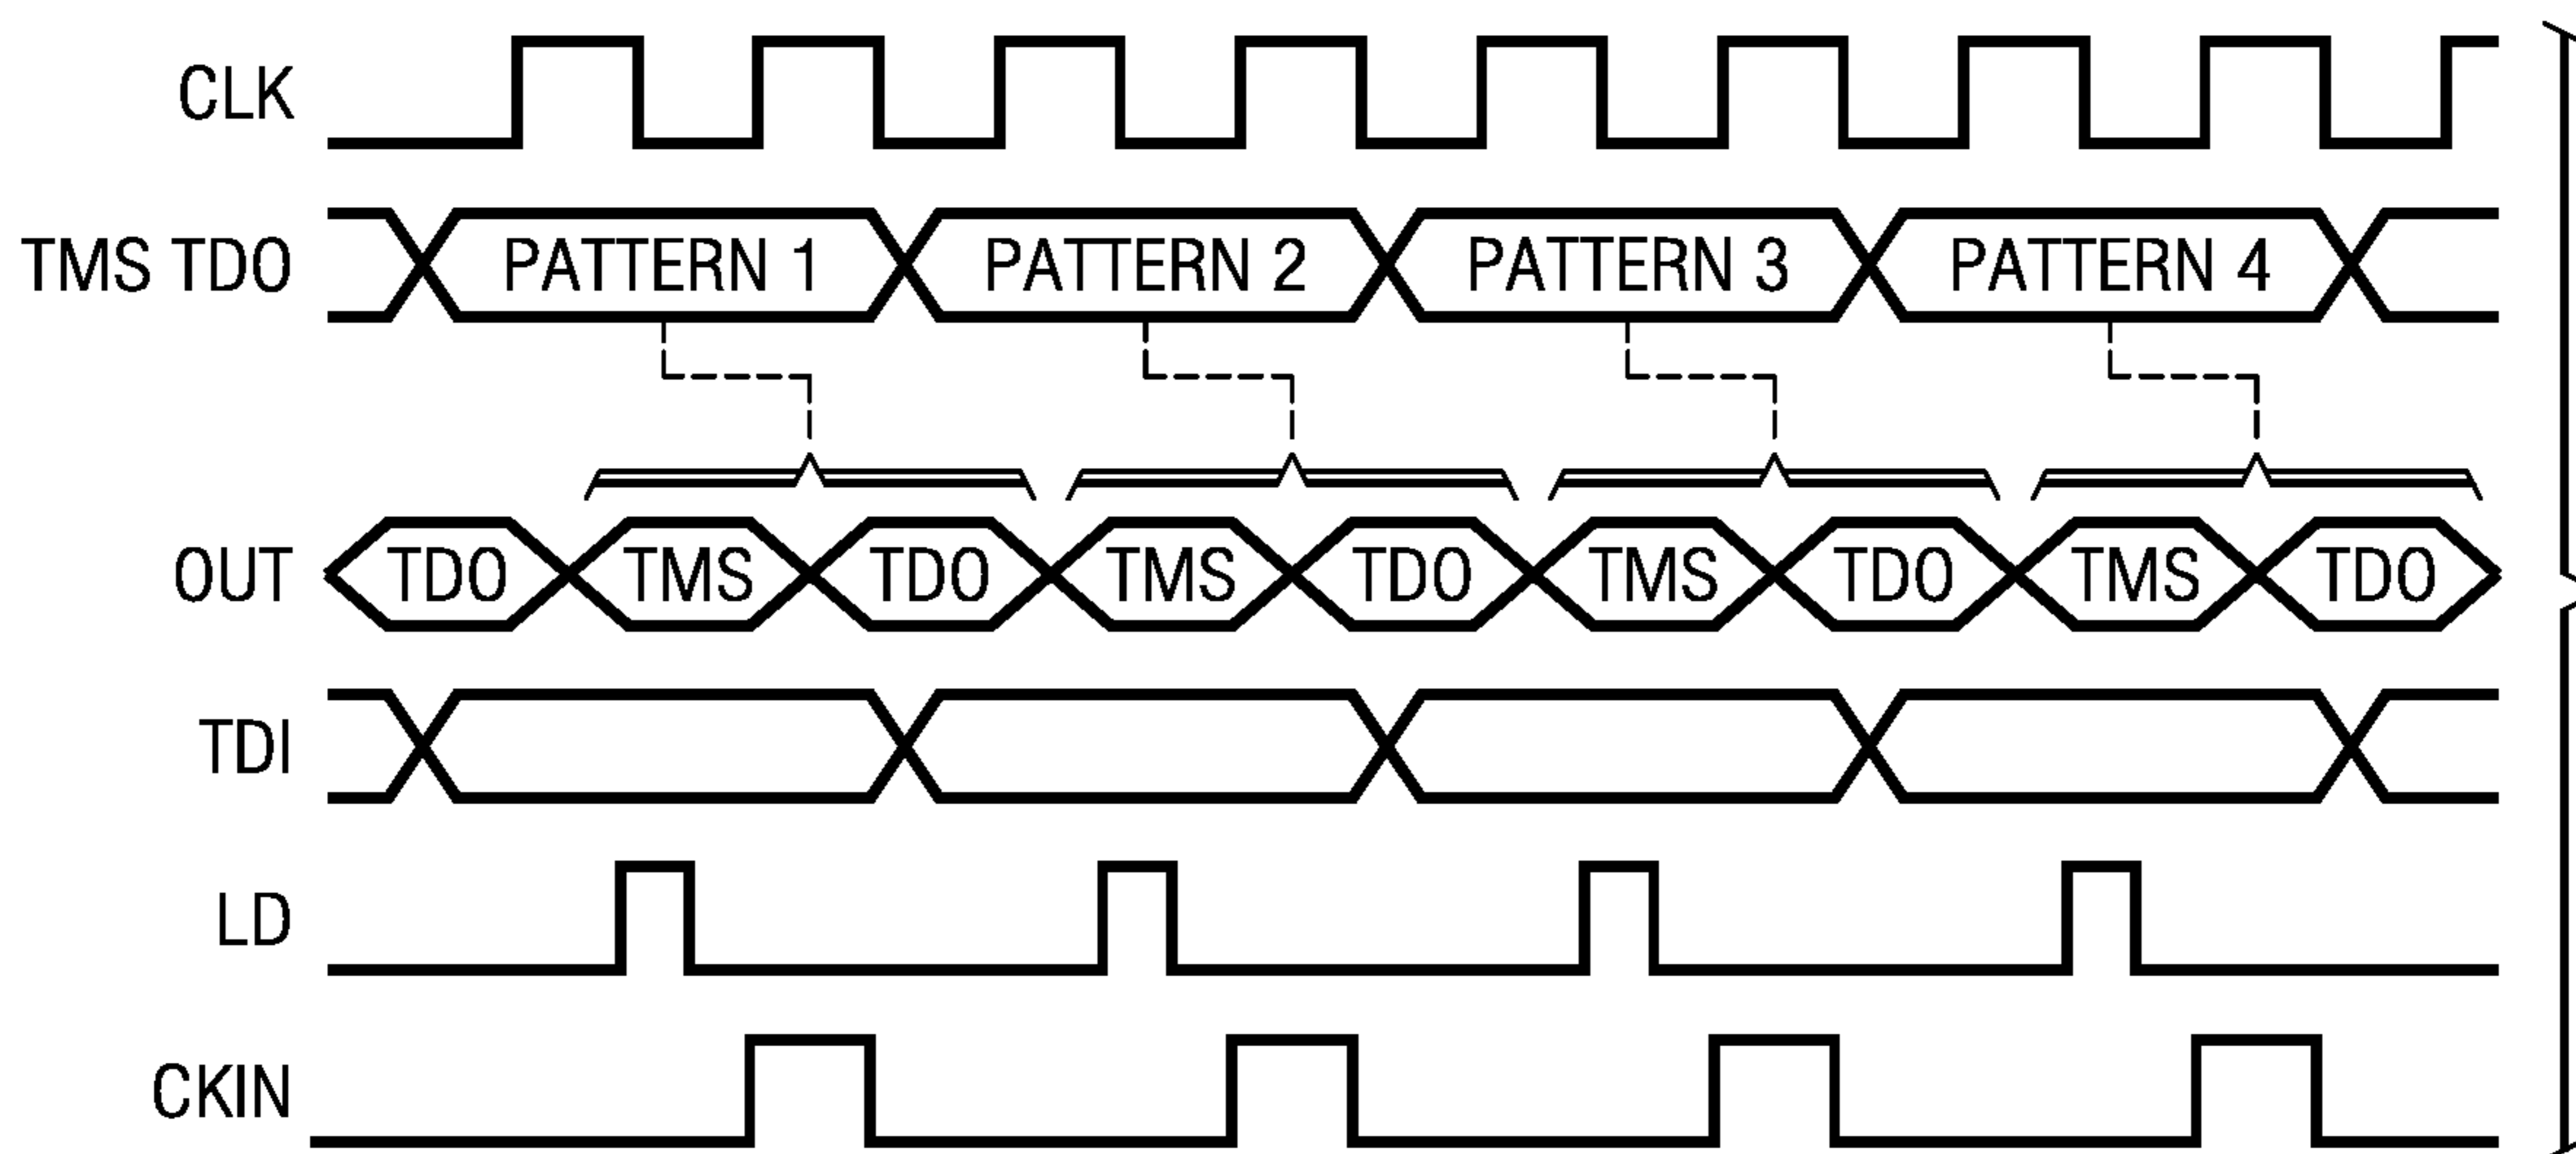 CLK
TMS TDO PATTERN 1 PATTERN 2 PATTERN 3 PATTERN 4
OUT TDO TMS TDO TMS TDO TMS TDO TMS TDO
TDI
LD
CKIN